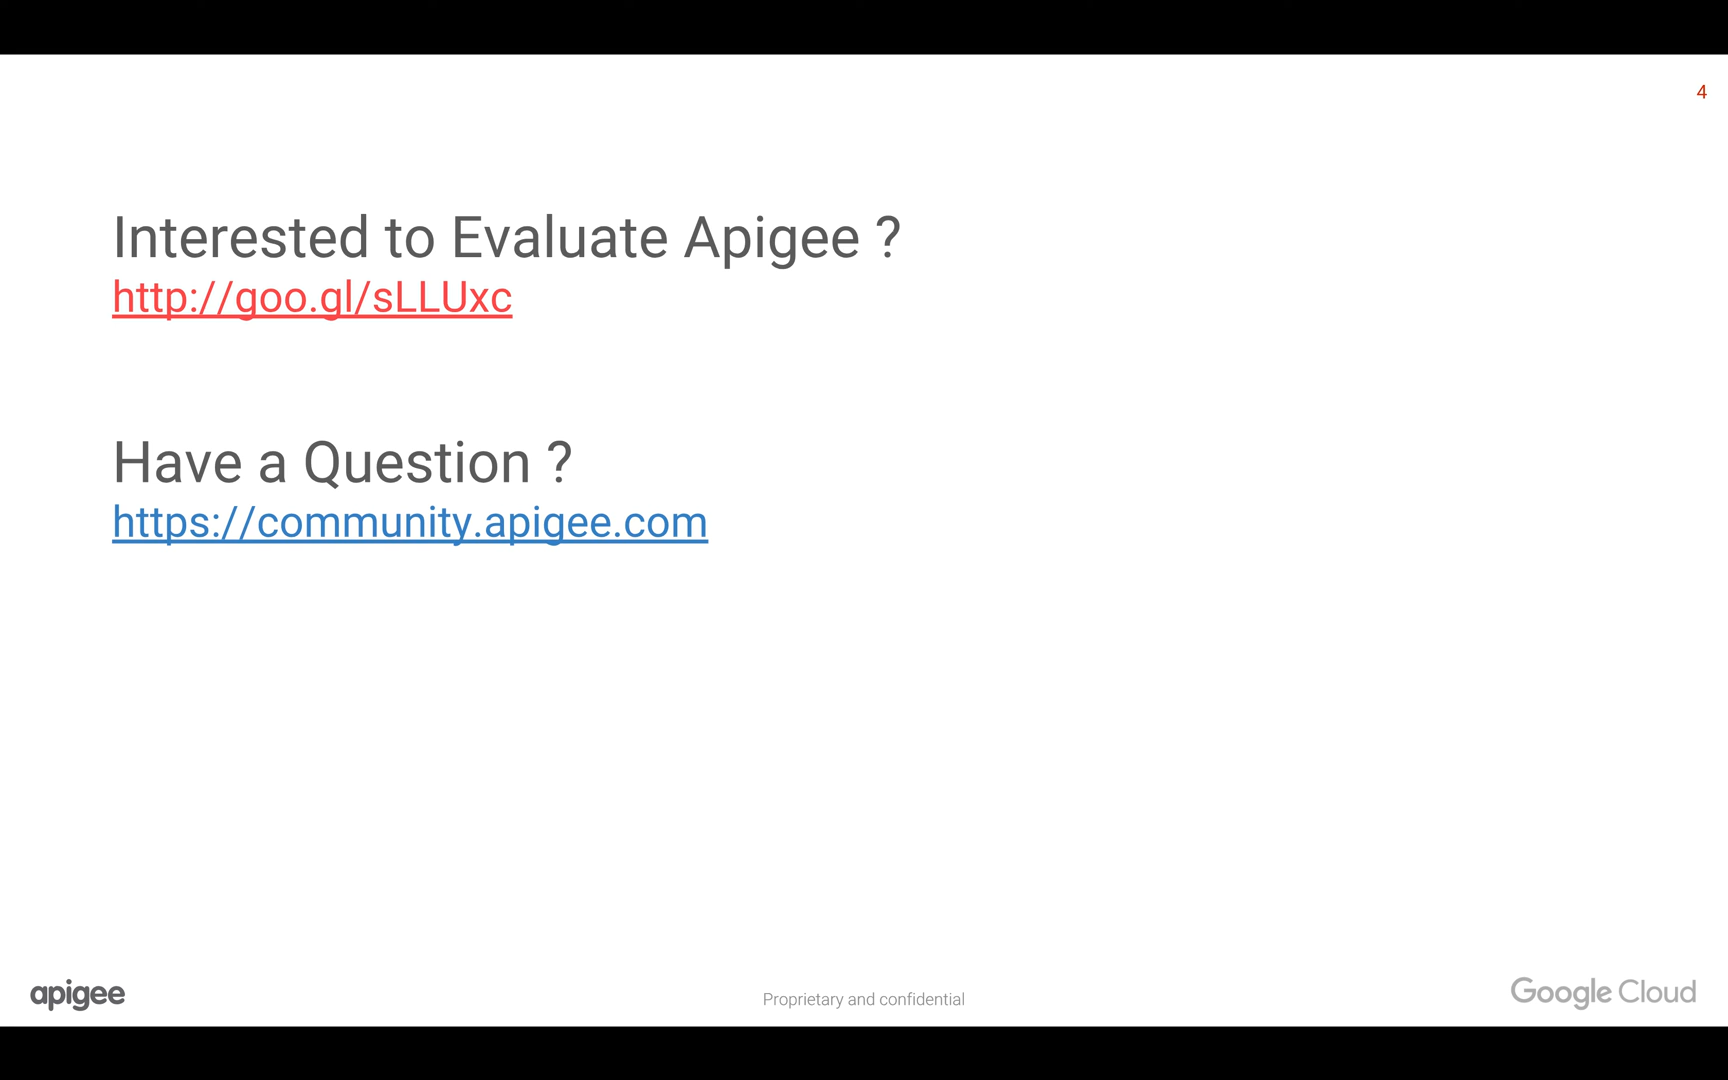 4
Interested to Evaluate Apigee ?
http://goo.gl/sLLUxc
Have a Question ?
https://community.apigee.com
apigee
Proprietary and confidential
Google Cloud